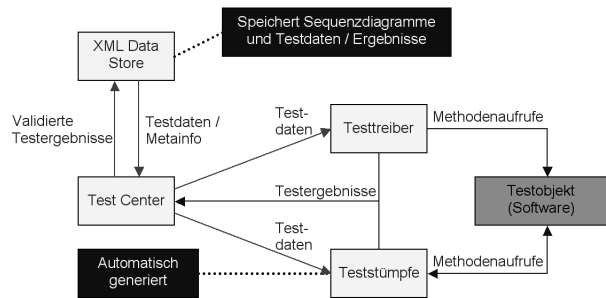 Speichert Sequenzdiagramme
und Testdaten / Ergebnisse
XML Data
Store
Validierte
Testergebnisse
Testdaten /
Metainfo
Test-
daten
Testtreiber
Methodenaufrufe
Test Center
Testergebnisse
Testobjekt
(Software)
Test-
daten
Automatisch
generiert
Teststümpfe
Methodenaufrufe